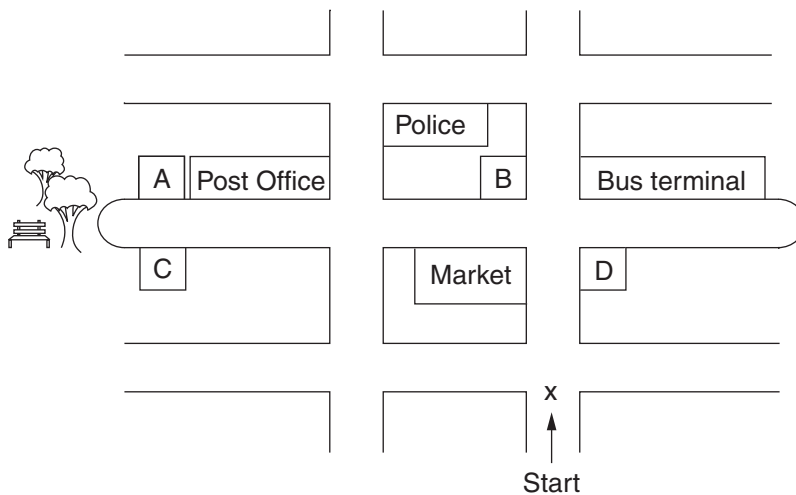 Police
A
Post Office
B
Bus terminal
C
Market
D
x
Start